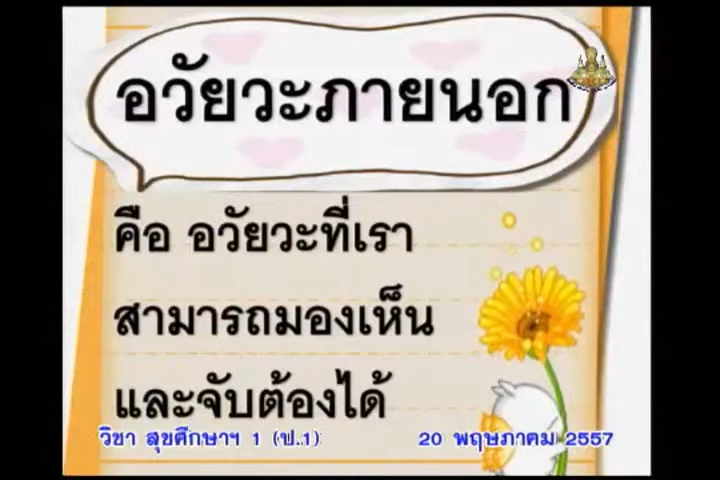 อวัยวะภายนอก
คือ อวัยวะที่เรา
สามารถมองเห็น
และจับต้องได้
วิชา สุขศึกษาฯ 1 (ป.1) 20 พฤษภาคม 2557